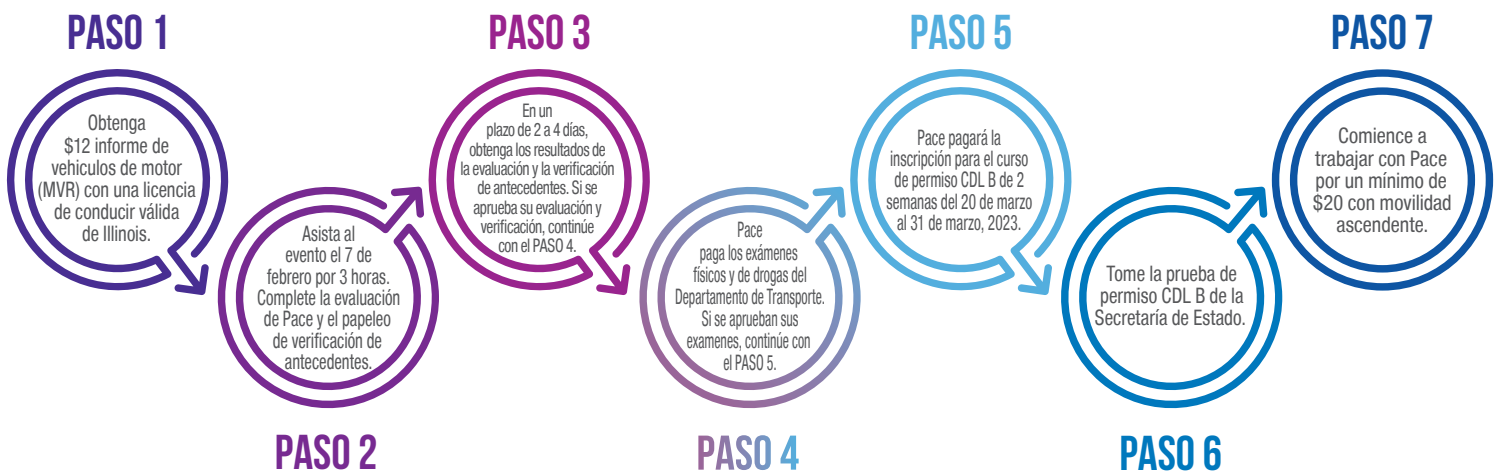 PASO 1
Obtenga
$12 informe de
vehiculos de motor
(MVR) con una licencia
de conducir válida
de Illinois.
PASO 2
Asista al
evento el 7 de
febrero por 3 horas.
Complete la evaluación
de Pace y el papeleo
de verificación de
antecedentes.
PASO 3
En un
plazo de 2 a 4 días,
obtenga los resultados de
la evaluación y la verificación
de antecedentes. Si se
aprueba su evaluación y
verificación, continúe
con el PASO 4.
PASO 4
Pace
paga los exámenes
físicos y de drogas del
Departamento de Transporte.
Si se aprueban sus
examenes, continúe con
el PASO 5.
PASO 5
Pace pagará la
inscripción para el curso
de permiso CDL B de 2
semanas del 20 de marzo
al 31 de marzo, 2023.
PASO 6
Tome la prueba de
permiso CDL B de la
Secretaría de Estado.
PASO 7
Comience a
trabajar con Pace
por un mínimo de
$20 con movilidad
ascendente.